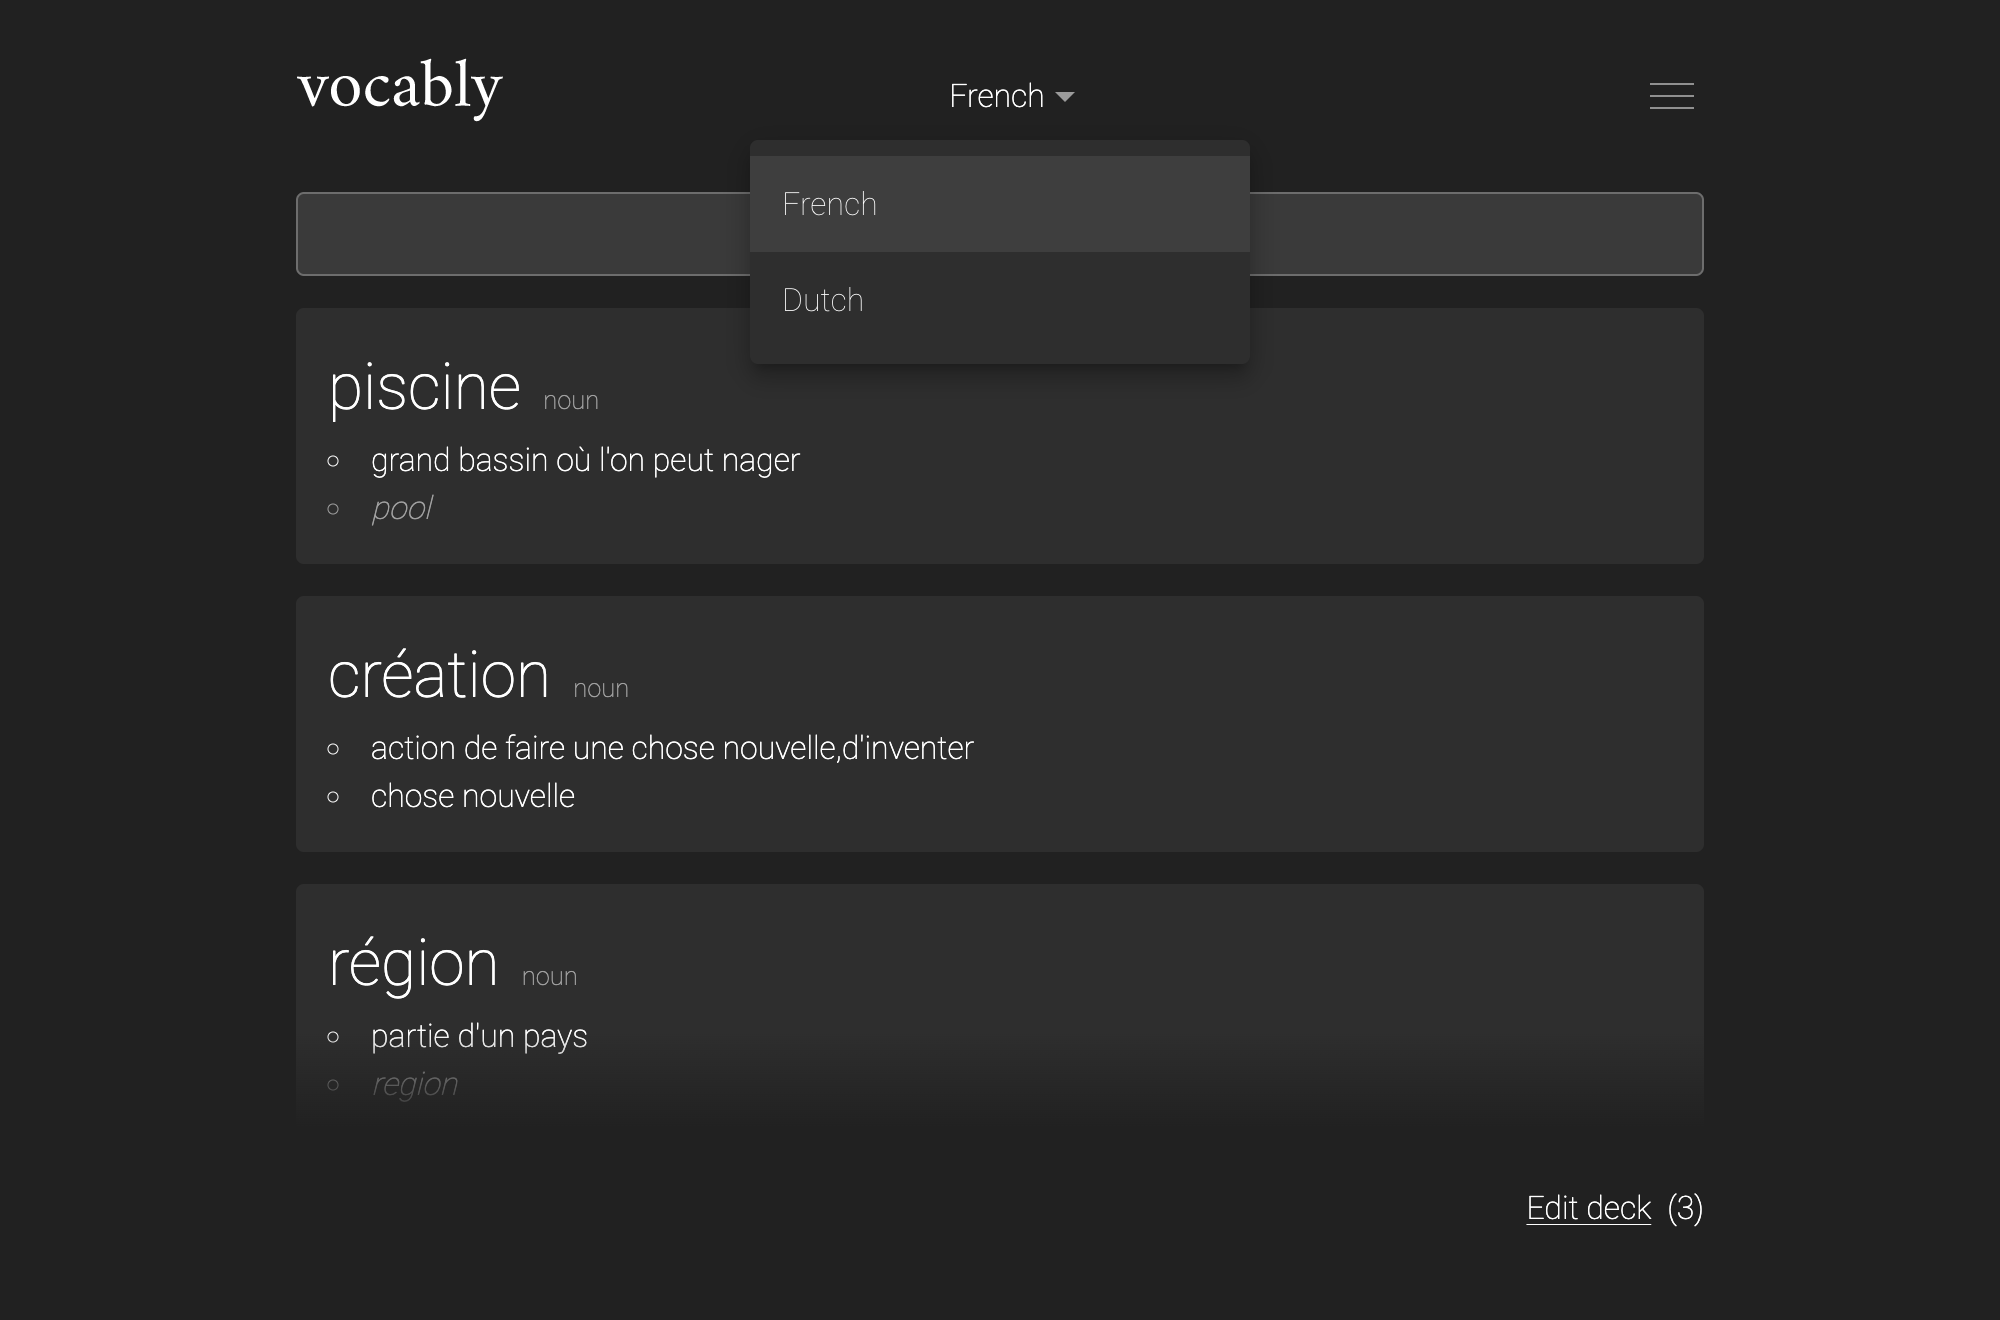 vocably
French
French
Dutch
piscine noun
grand bassin où l'on peut nager
pool
création noun
action de faire une chose nouvelle,d'inventer
chose nouvelle
région noun
partie d'un pays
region
Edit deck (3)